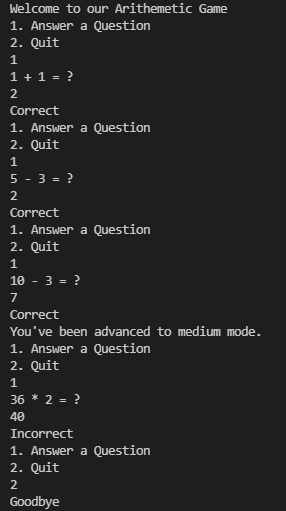 Welcome to our Arithemetic Game
1. Answer a Question
2. Quit
1
1 + 1 = ?
2
Correct
1. Answer a Question
2. Quit
1
5 - 3 = ?
2
Correct
1. Answer a Question
2. Quit
1
10 - 3 = ?
7
Correct
You've been advanced to medium mode.
1. Answer a Question
2. Quit
1
36 * 2 = ?
40
Incorrect
1. Answer a Question
2. Quit
2
Goodbye